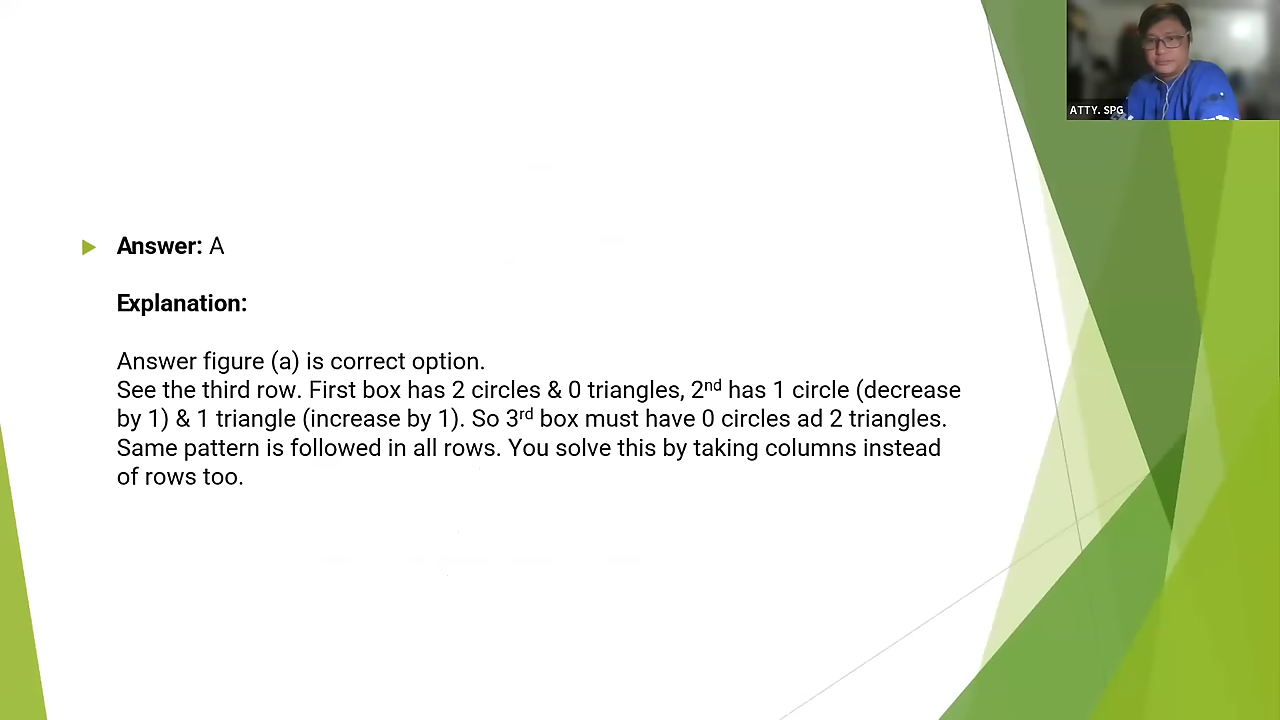 ATTY. SPG
Answer: A
Explanation:
Answer figure (a) is correct option.
See the third row. First box has 2 circles & 0 triangles, 2nd has 1 circle (decrease
by 1) & 1 triangle (increase by 1). So 3rd box must have 0 circles ad 2 triangles.
Same pattern is followed in all rows. You solve this by taking columns instead
of rows too.